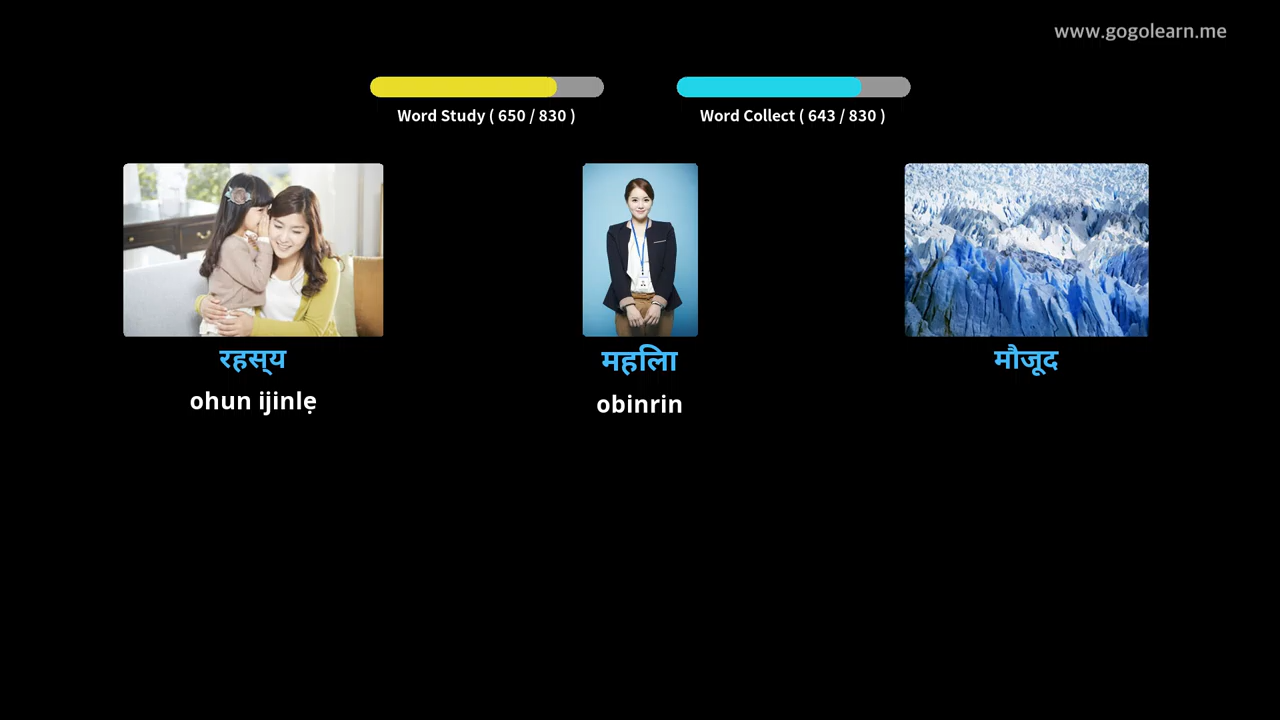 www.gogolearn.me
Word Study ( 650 / 830 )
Word Collect ( 643 / 830 )
रहस्य
महिला
मौजूद
ohun ijinlẹ
obinrin